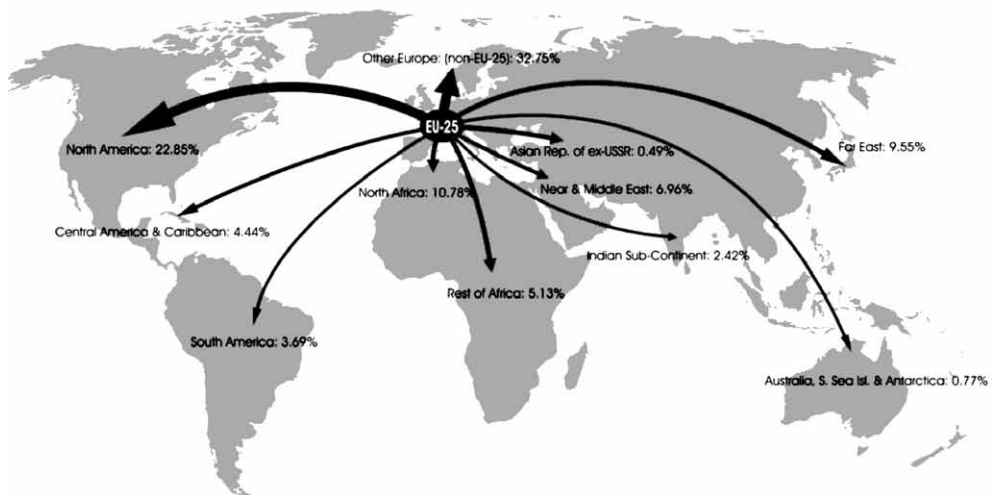 Other Europe: (non-EU-25): 32.75%
EU-25
North America: 22.85%
Asian Rep. of ex-USSR: 0.49%
Far East: 9.55%
North Africa: 10.78%
Near & Middle East: 6.96%
Central America & Caribbean: 4.44%
Indian Sub-Continent: 2.42%
Rest of Africa: 5.13%
South America: 3.69%
Australia, S. Sea Isl. & Antarctica: 0.77%